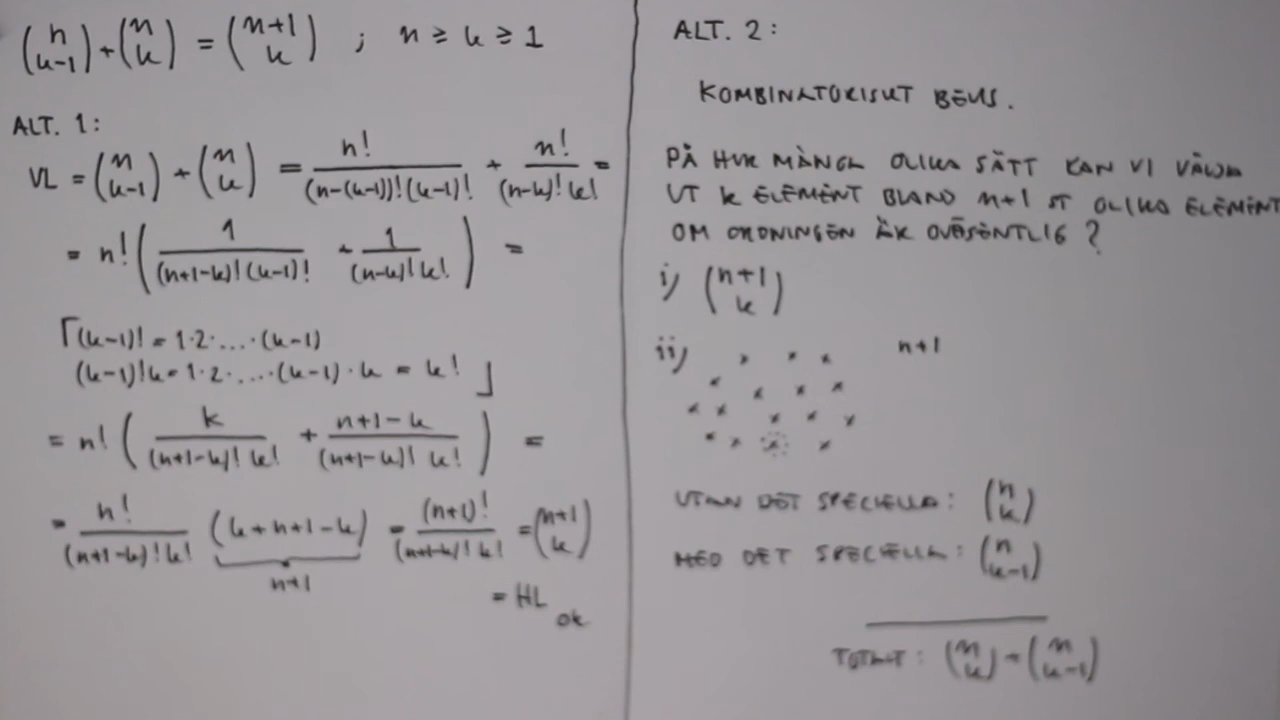 (n k-1) + (n k) = (n+1 k) ; n ≥ k ≥ 1
ALT. 1:
VL = (n k-1) + (n k) = n!/((n-(k-1))!(k-1)!) + n!/((n-k)!k!) =
= n! ( 1/((n+1-k)!(k-1)!) + 1/((n-k)!k!) ) =
⌈(k-1)! = 1·2·...·(k-1)
(k-1)!k = 1·2·...·(k-1)·k = k! ⌋
= n! ( k/((n+1-k)! k!) + (n+1-k)/((n+1-k)! k!) ) =
= n!/((n+1-k)!k!) (k+n+1-k) = (n+1)!/((n+1-k)!k!) = (n+1 k)
n+1
= HL
ok
ALT. 2:
KOMBINATORISKT BEVIS.
PÅ HUR MÅNGA OLIKA SÄTT KAN VI VÄLJA
UT k ELEMENT BLAND n+1 ST OLIKA ELEMENT
OM ORDNINGEN ÄR OVÄSENTLIG ?
i) (n+1 k)
ii) n+1
UTAN DET SPECIELLA: (n k)
MED DET SPECIELLA: (n k-1)
TOTALT: (n k) + (n k-1)